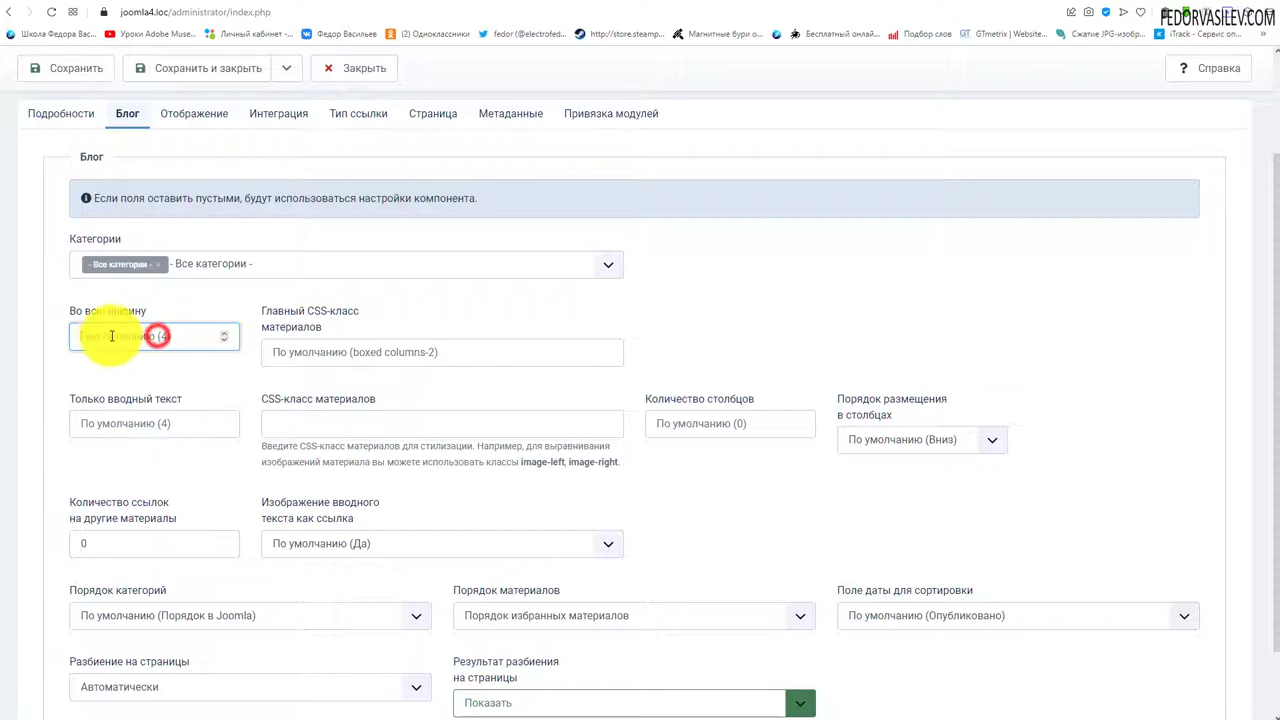 joomla4.loc/administrator/index.php
FEDORVASILEV.COM
Школа Федора Вас...
Уроки Adobe Muse...
Личный кабинет -...
Федор Васильев
(2) Одноклассники
fedor (@electrofed...
http://store.steamp...
Магнитные бури о...
Бесплатный онлай...
Подбор слов
GTmetrix | Website...
Сжатие JPG-изобр...
iTrack - Сервис оп...
Сохранить
Сохранить и закрыть
Закрыть
? Справка
Подробности
Блог
Отображение
Интеграция
Тип ссылки
Страница
Метаданные
Привязка модулей
Блог
Если поля оставить пустыми, будут использоваться настройки компонента.
Категории
- Все категории - ×
- Все категории -
Во всю ширину
Главный CSS-класс
материалов
(4)
По умолчанию (boxed columns-2)
Только вводный текст
CSS-класс материалов
Количество столбцов
Порядок размещения
в столбцах
По умолчанию (4)
По умолчанию (0)
По умолчанию (Вниз)
Введите CSS-класс материалов для стилизации. Например, для выравнивания
изображений материала вы можете использовать классы image-left, image-right.
Количество ссылок
на другие материалы
Изображение вводного
текста как ссылка
0
По умолчанию (Да)
Порядок категорий
Порядок материалов
Поле даты для сортировки
По умолчанию (Порядок в Joomla)
Порядок избранных материалов
По умолчанию (Опубликовано)
Разбиение на страницы
Результат разбиения
на страницы
Автоматически
Показать